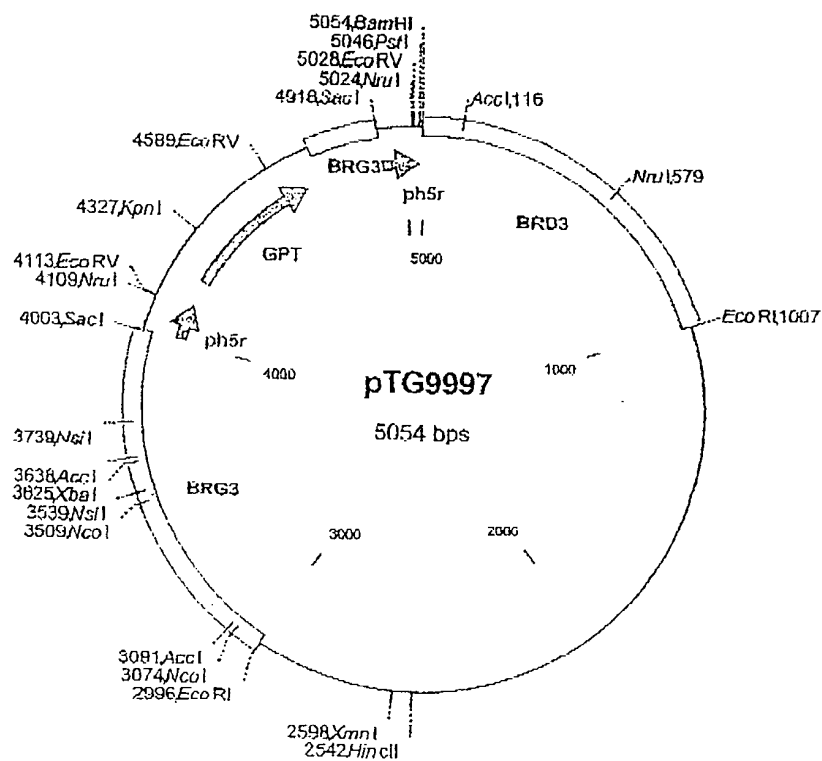 5054,BamHI
5046,PstI
5028,EcoRV
5024,NruI
4918,SacI
AccI,116
4589,EcoRV
BRG3
NruI,579
ph5r
4327,KpnI
BRD3
GPT
5000
4113,EcoRV
4109,NruI
4003,SacI
EcoRI,1007
ph5r
4000
1000
pTG9997
5054 bps
3739,NsiI
3638,AccI
BRG3
3625,XbaI
3539,NsiI
3509,NcoI
3000
2000
3081,AccI
3074,NcoI
2996,EcoRI
2598,XmnI
2542,HincII